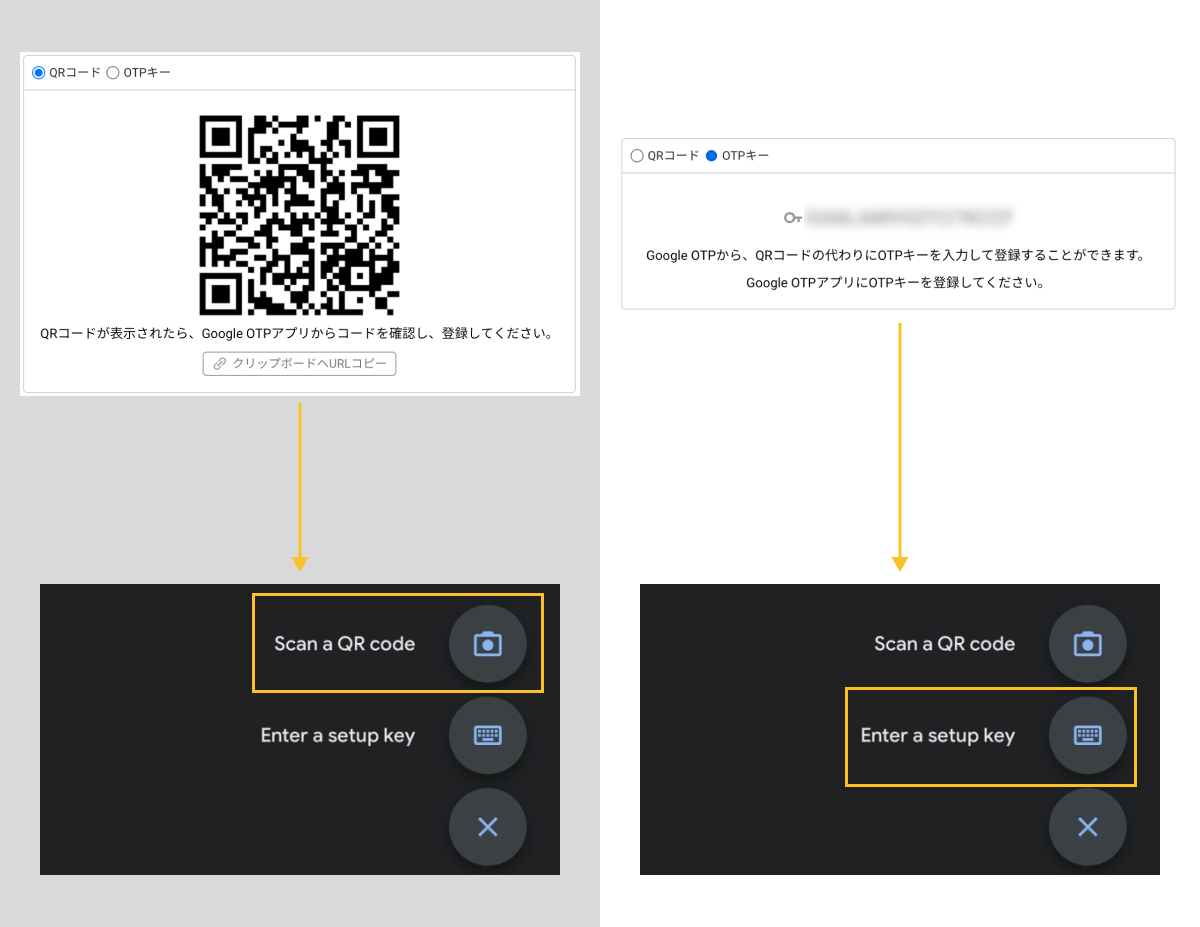 QRコード OTPキー
QRコードが表示されたら、Google OTPアプリからコードを確認し、登録してください。
クリップボードへURLコピー
Scan a QR code
Enter a setup key
QRコード OTPキー
Google OTPから、QRコードの代わりにOTPキーを入力して登録することができます。
Google OTPアプリにOTPキーを登録してください。
Scan a QR code
Enter a setup key